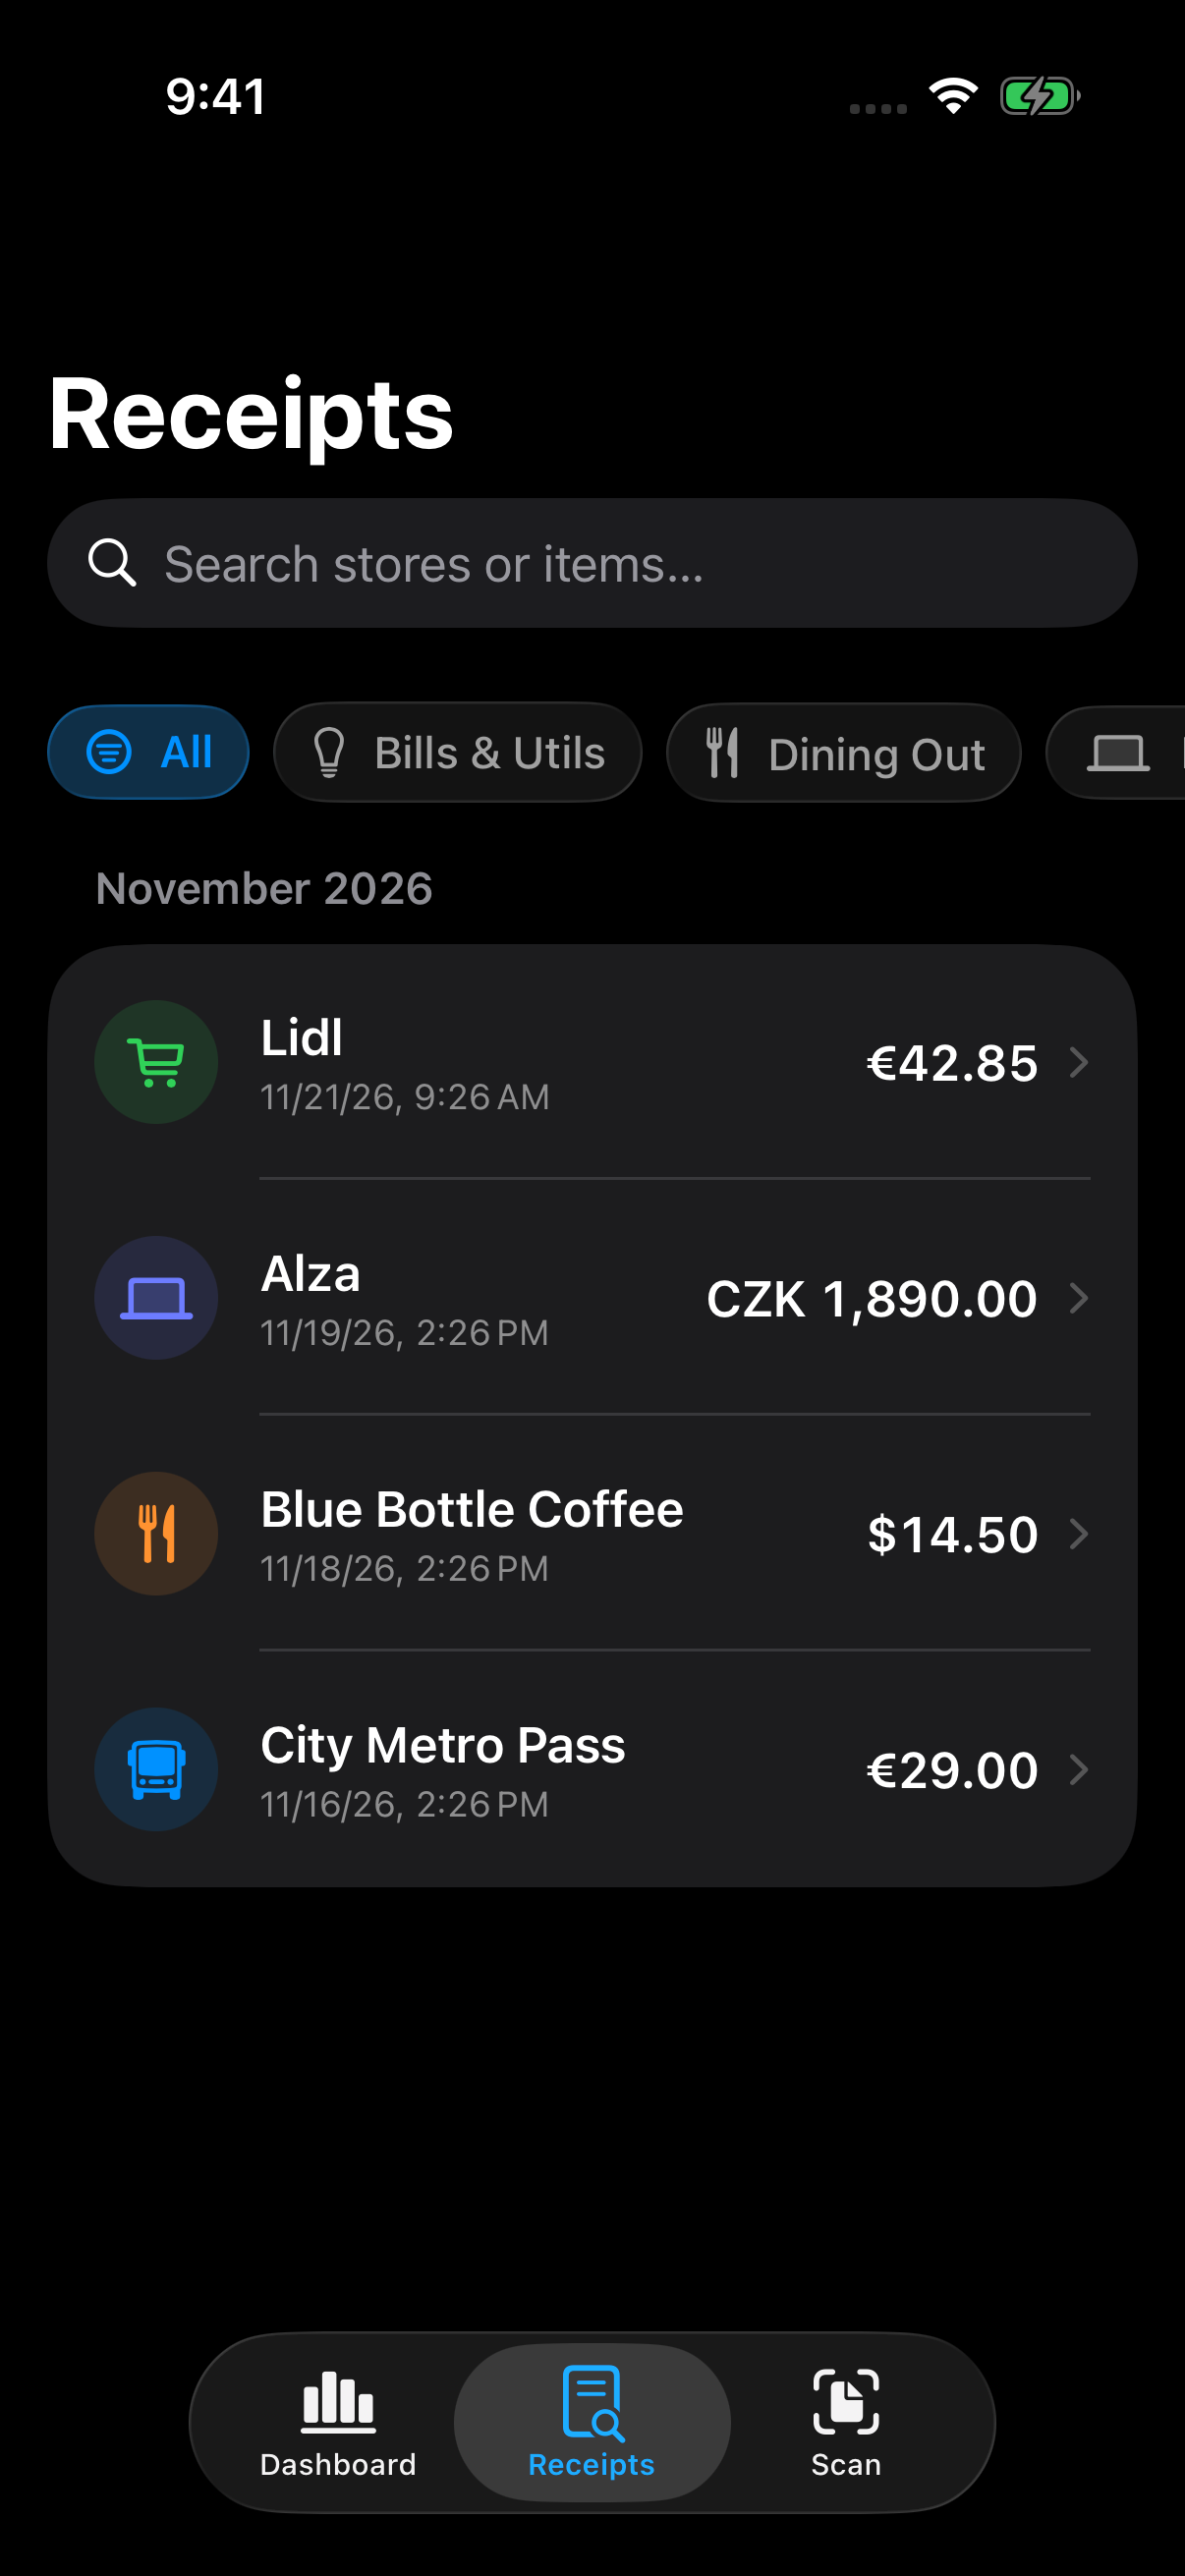 9:41
Receipts
Search stores or items...
All
Bills & Utils
Dining Out
November 2026
Lidl
€42.85
11/21/26, 9:26 AM
Alza
CZK 1,890.00
11/19/26, 2:26 PM
Blue Bottle Coffee
$14.50
11/18/26, 2:26 PM
City Metro Pass
€29.00
11/16/26, 2:26 PM
Dashboard
Receipts
Scan